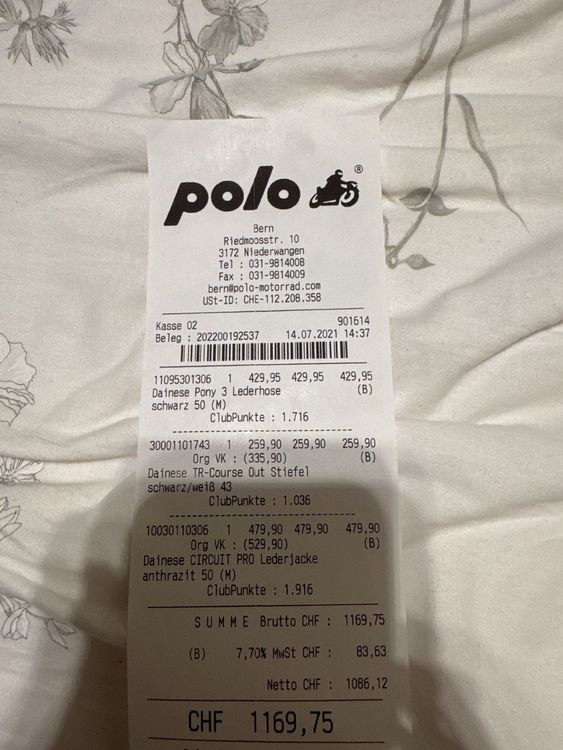 polo ®
Bern
Riedmoosstr. 10
3172 Niederwangen
Tel : 031-9814008
Fax : 031-9814009
bern@polo-motorrad.com
USt-ID: CHE-112.208.358
Kasse 02 901614
Beleg : 202200192537 14.07.2021 14:37
11095301306 1 429,95 429,95 429,95
Dainese Pony 3 Lederhose (B)
schwarz 50 (M)
ClubPunkte : 1.716
30001101743 1 259,90 259,90 259,90
Org VK : (335,90) (B)
Dainese TR-Course Out Stiefel
schwarz/weiß 43
ClubPunkte : 1.036
10030110306 1 479,90 479,90 479,90
Org VK : (529,90) (B)
Dainese CIRCUIT PRO Lederjacke
anthrazit 50 (M)
ClubPunkte : 1.916
S U M M E Brutto CHF : 1169,75
(B) 7,70% MwSt CHF : 83,63
Netto CHF : 1086,12
CHF 1169,75